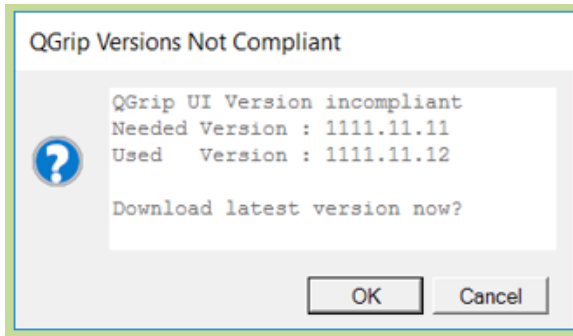 QGrip Versions Not Compliant
QGrip UI Version incompliant
Needed Version : 1111.11.11
Used   Version : 1111.11.12
Download latest version now?
OK Cancel